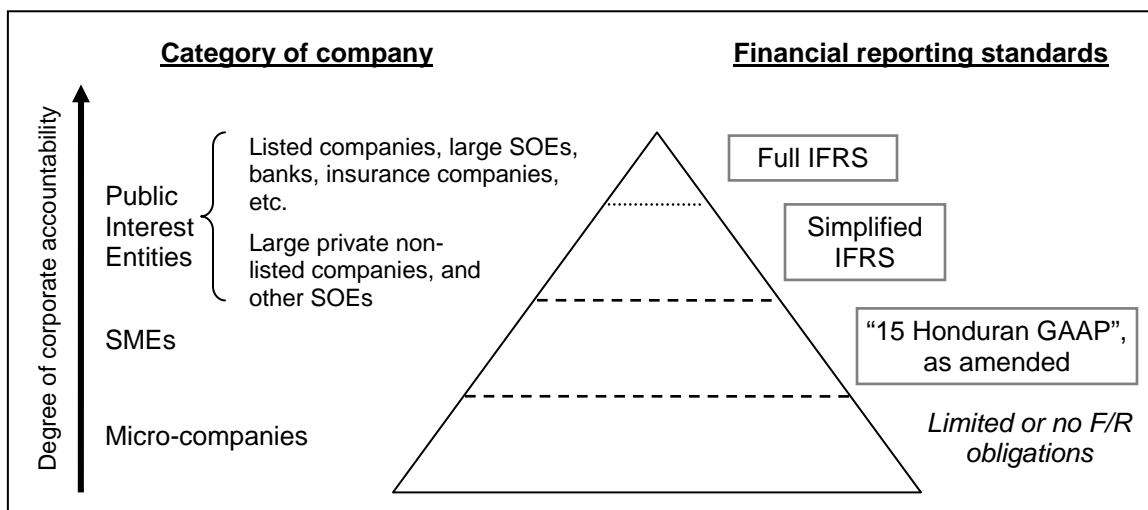 Category of company
Financial reporting standards
Degree of corporate accountability
Public
Interest
Entities
Listed companies, large SOEs,
banks, insurance companies,
etc.
Large private non-
listed companies, and
other SOEs
Full IFRS
Simplified
IFRS
SMEs
“15 Honduran GAAP”,
as amended
Micro-companies
Limited or no F/R
obligations